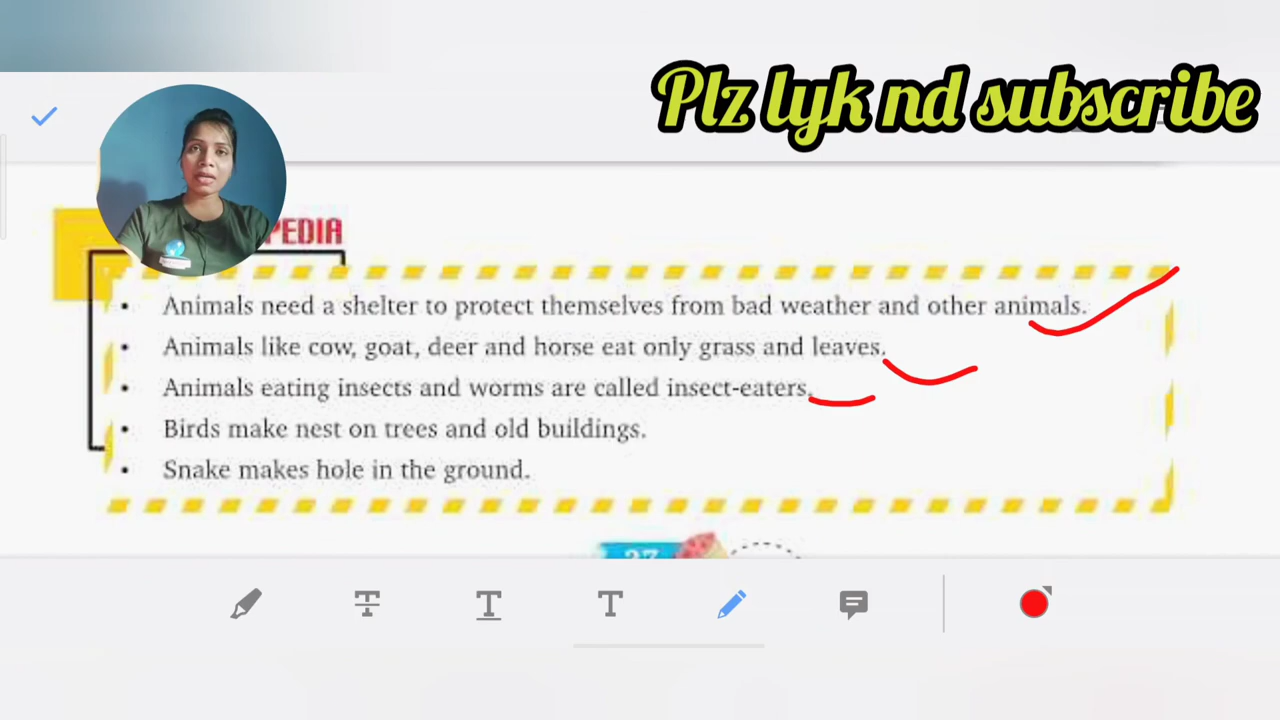 Plz lyk nd subscribe
PEDIA
• Animals need a shelter to protect themselves from bad weather and other animals.
• Animals like cow, goat, deer and horse eat only grass and leaves.
• Animals eating insects and worms are called insect-eaters.
• Birds make nest on trees and old buildings.
• Snake makes hole in the ground.
T T T